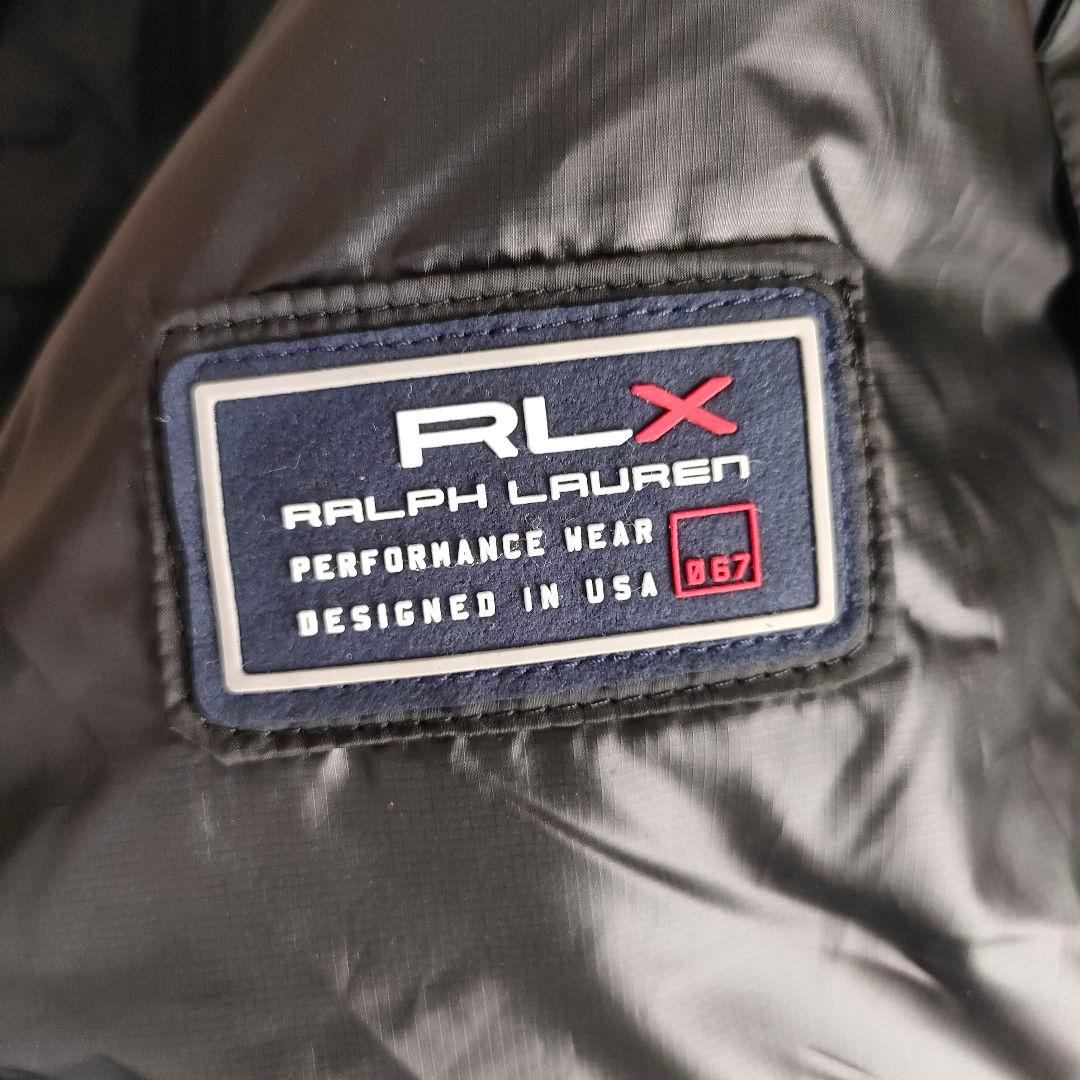 RLX
RALPH LAUREN
PERFORMANCE WEAR
DESIGNED IN USA
067